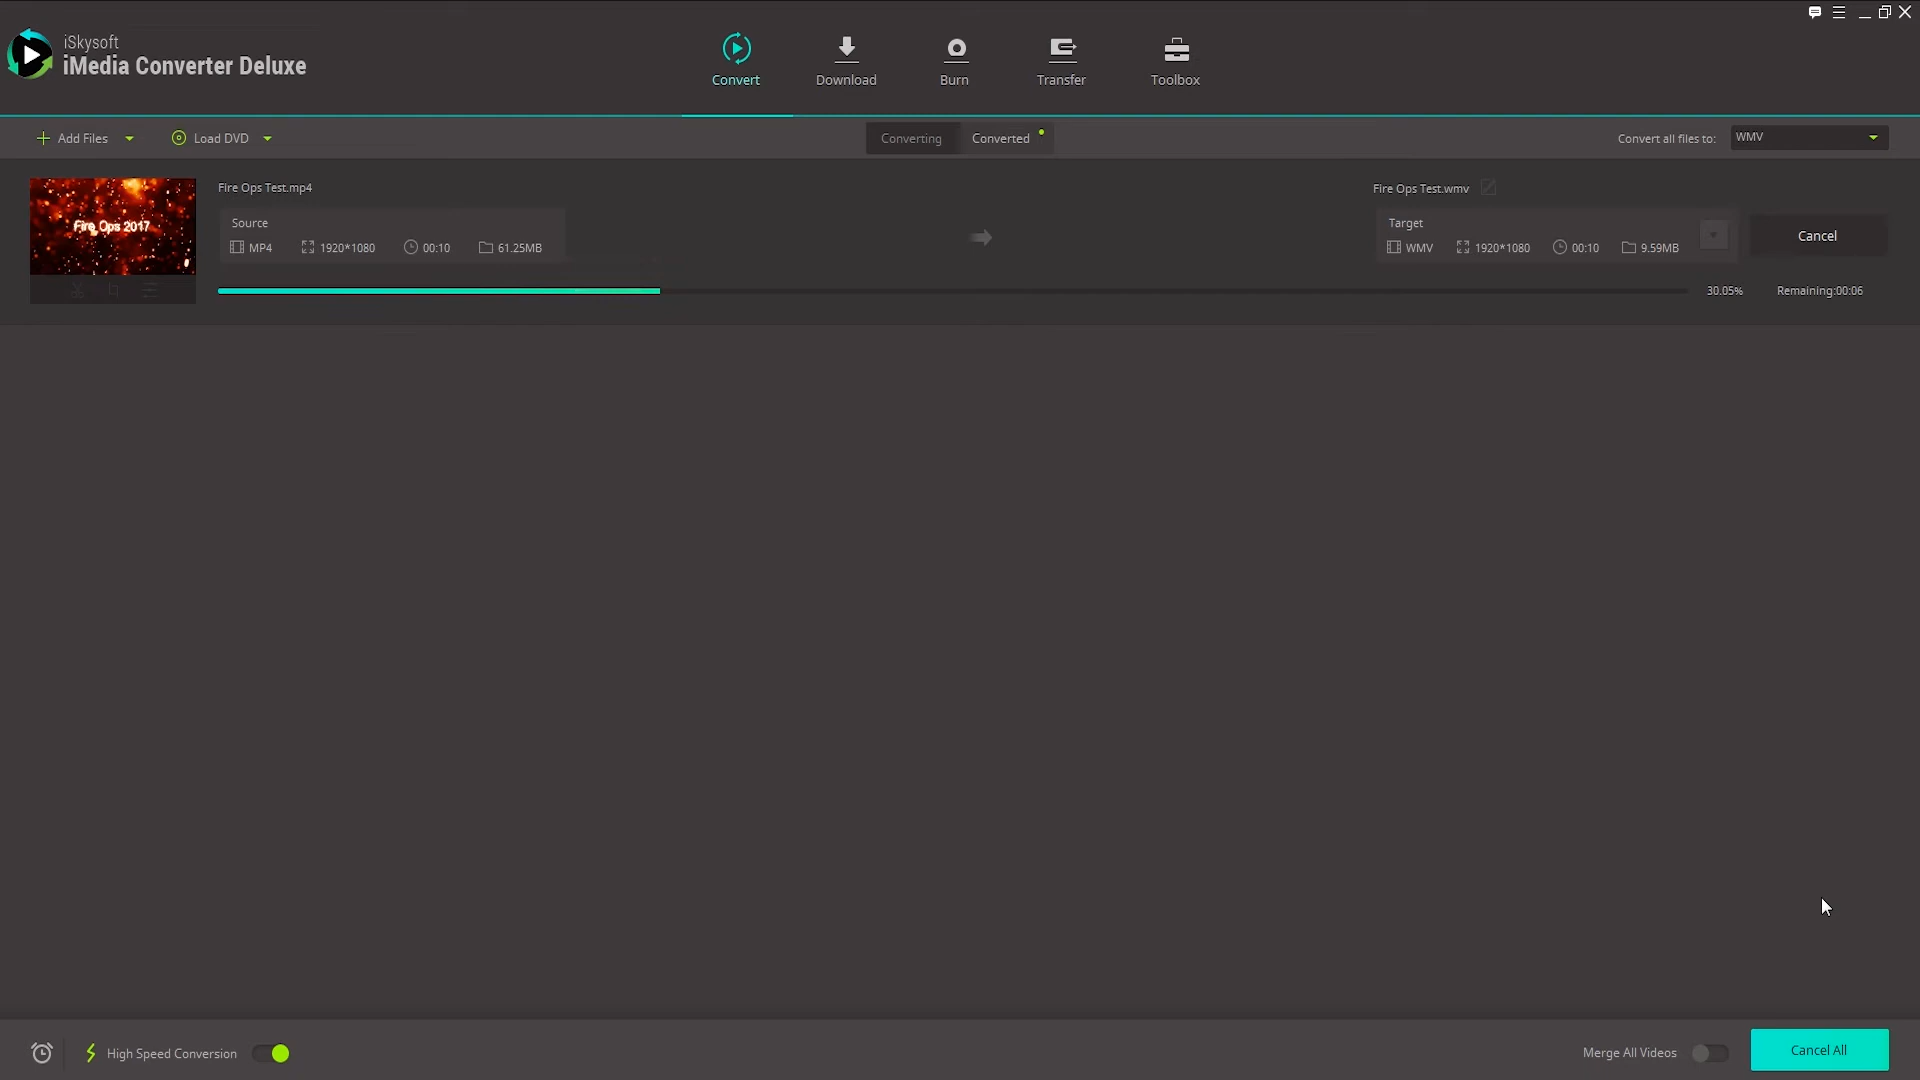 iSkysoft
iMedia Converter Deluxe
Convert
Download
Burn
Transfer
Toolbox
Add Files
Load DVD
Converting
Converted
Convert all files to:
WMV
Fire Ops 2017
Fire Ops Test.mp4
Source
MP4
1920*1080
00:10
61.25MB
Fire Ops Test.wmv
Target
WMV
1920*1080
00:10
9.59MB
Cancel
30.05%
Remaining:00:06
High Speed Conversion
Merge All Videos
Cancel All